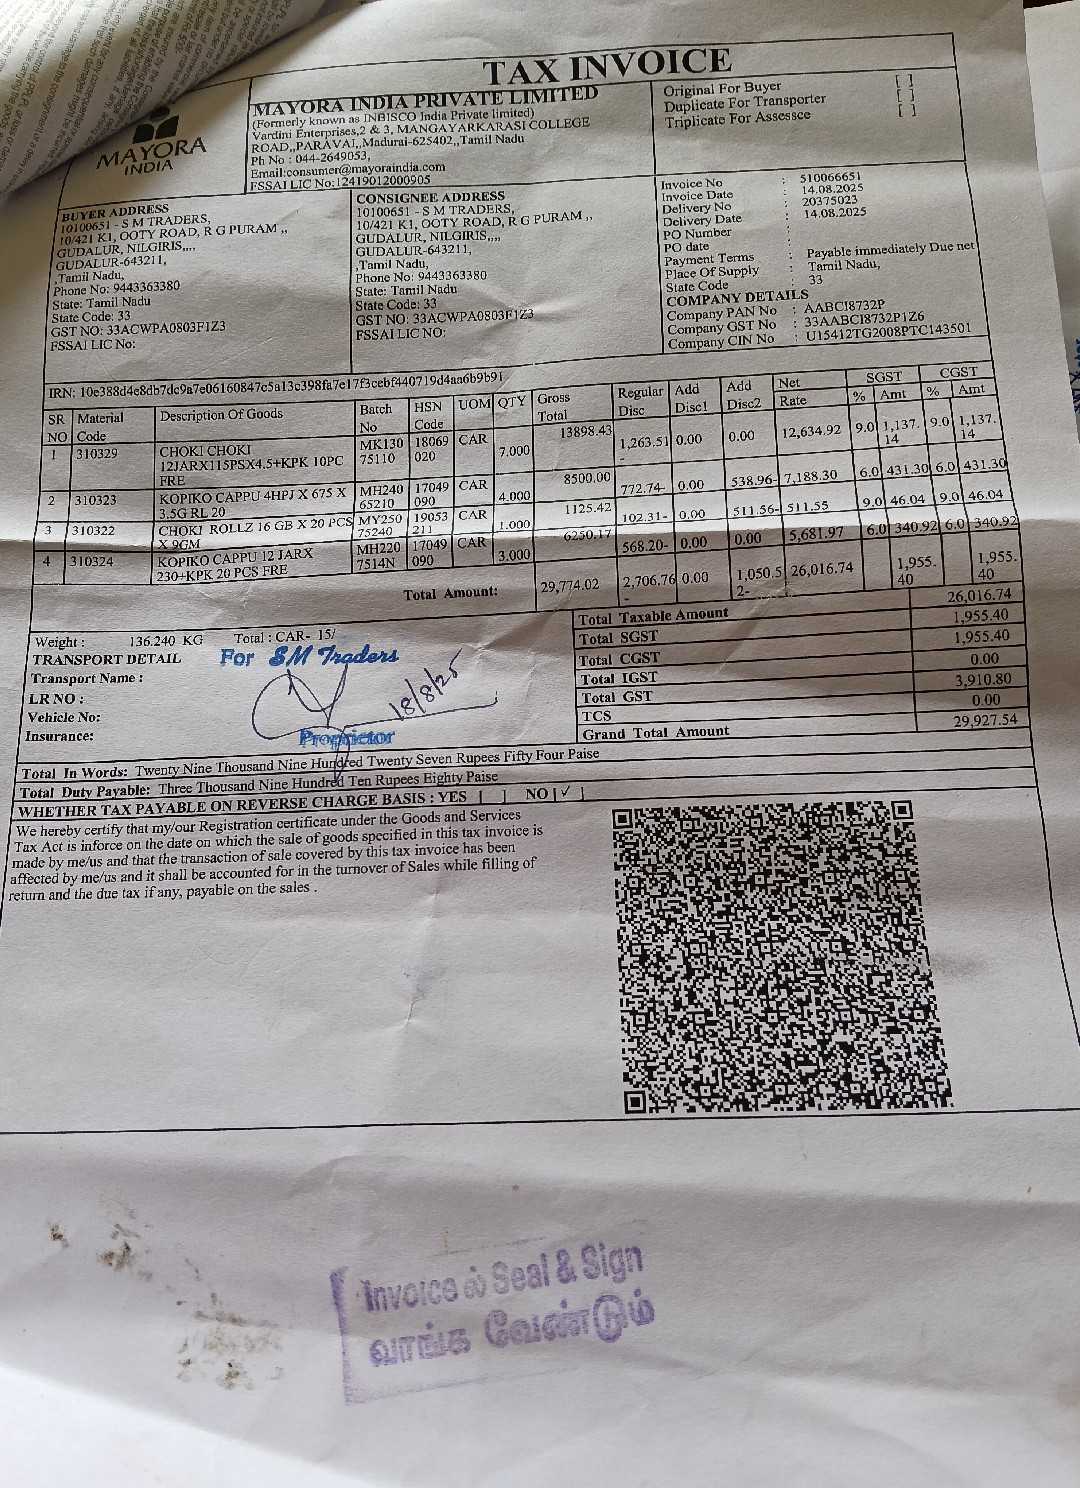 TAX INVOICE
MAYORA
INDIA
MAYORA INDIA PRIVATE LIMITED
(Formerly known as INBISCO India Private limited)
Vardini Enterprises,2 & 3, MANGAYARKARASI COLLEGE
ROAD,,PARAVAI,,Madurai-625402,,Tamil Nadu
Ph No : 044-2649053,
Email:consumer@mayoraindia.com
FSSAI LIC No:12419012000905
Original For Buyer [ ]
Duplicate For Transporter [ ]
Triplicate For Assessee [ ]
BUYER ADDRESS
10100651 - S M TRADERS,
10/421 K1, OOTY ROAD, R G PURAM ,,
GUDALUR, NILGIRIS,,,,
GUDALUR-643211,
,Tamil Nadu,
Phone No: 9443363380
State: Tamil Nadu
State Code: 33
GST NO: 33ACWPA0803F1Z3
FSSAI LIC No:
CONSIGNEE ADDRESS
10100651 - S M TRADERS,
10/421 K1, OOTY ROAD, R G PURAM ,,
GUDALUR, NILGIRIS,,,,
GUDALUR-643211,
,Tamil Nadu,
Phone No: 9443363380
State: Tamil Nadu
State Code: 33
GST NO: 33ACWPA0803F1Z3
FSSAI LIC NO:
Invoice No : 510066651
Invoice Date : 14.08.2025
Delivery No : 20375023
Delivery Date : 14.08.2025
PO Number :
PO date :
Payment Terms : Payable immediately Due net
Place Of Supply : Tamil Nadu,
State Code : 33
COMPANY DETAILS
Company PAN No : AABCI8732P
Company GST No : 33AABCI8732P1Z6
Company CIN No : U15412TG2008PTC143501
IRN: 10e388d4e8db7dc9a7e06160847c5a13c398fa7e17f3cebf440719d4aa6b9b91
SR NO Material Code Description Of Goods Batch No HSN Code UOM QTY Gross Total Regular Disc Add Disc1 Add Disc2 Net Rate SGST % Amt CGST % Amt
1 310329 CHOKI CHOKI 12JARX115PSX4.5+KPK 10PC FRE MK130 75110 18069 020 CAR 7.000 13898.43 1,263.51- 0.00 0.00 12,634.92 9.0 1,137.14 9.0 1,137.14
2 310323 KOPIKO CAPPU 4HPJ X 675 X 3.5G RL 20 MH240 65210 17049 090 CAR 4.000 8500.00 772.74- 0.00 538.96- 7,188.30 6.0 431.30 6.0 431.30
3 310322 CHOKI ROLLZ 16 GB X 20 PCS X 9GM MY250 75240 19053 211 CAR 1.000 1125.42 102.31- 0.00 511.56- 511.55 9.0 46.04 9.0 46.04
4 310324 KOPIKO CAPPU 12 JARX 230+KPK 20 PCS FRE MH220 7514N 17049 090 CAR 3.000 6250.17 568.20- 0.00 0.00 5,681.97 6.0 340.92 6.0 340.92
Total Amount: 29,774.02 2,706.76- 0.00 1,050.52- 26,016.74 1,955.40 1,955.40
Weight : 136.240 KG Total : CAR- 15/
TRANSPORT DETAIL
Transport Name :
LR NO :
Vehicle No:
Insurance:
For SM Traders
18/8/25
Proprietor
Total Taxable Amount 26,016.74
Total SGST 1,955.40
Total CGST 1,955.40
Total IGST 0.00
Total GST 3,910.80
TCS 0.00
Grand Total Amount 29,927.54
Total In Words: Twenty Nine Thousand Nine Hundred Twenty Seven Rupees Fifty Four Paise
Total Duty Payable: Three Thousand Nine Hundred Ten Rupees Eighty Paise
WHETHER TAX PAYABLE ON REVERSE CHARGE BASIS : YES [ ] NO [✓]
We hereby certify that my/our Registration certificate under the Goods and Services
Tax Act is inforce on the date on which the sale of goods specified in this tax invoice is
made by me/us and that the transaction of sale covered by this tax invoice has been
affected by me/us and it shall be accounted for in the turnover of Sales while filling of
return and the due tax if any, payable on the sales .
Invoice ல் Seal & Sign
வாங்க வேண்டும்